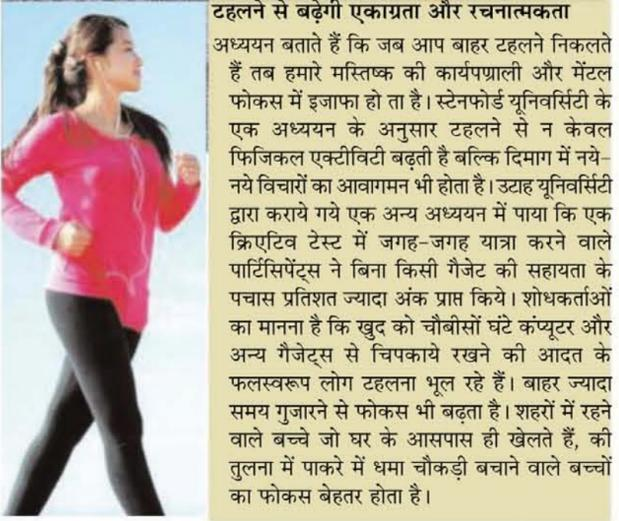 टहलने से बढ़ेगी एकाग्रता और रचनात्मकता
अध्ययन बताते हैं कि जब आप बाहर टहलने निकलते
हैं तब हमारे मस्तिष्क की कार्यपण्राली और मेंटल
फोकस में इजाफा हो ता है। स्टेनफोर्ड यूनिवर्सिटी के
एक अध्ययन के अनुसार टहलने से न केवल
फिजिकल एक्टीविटी बढ़ती है बल्कि दिमाग में नये-
नये विचारों का आवागमन भी होता है। उटाह यूनिवर्सिटी
द्वारा कराये गये एक अन्य अध्ययन में पाया कि एक
क्रिएटिव टेस्ट में जगह-जगह यात्रा करने वाले
पार्टिसिपेंट्स ने बिना किसी गैजेट की सहायता के
पचास प्रतिशत ज्यादा अंक प्राप्त किये। शोधकर्ताओं
का मानना है कि खुद को चौबीसों घंटे कंप्यूटर और
अन्य गैजेट्स से चिपकाये रखने की आदत के
फलस्वरूप लोग टहलना भूल रहे हैं। बाहर ज्यादा
समय गुजारने से फोकस भी बढ़ता है। शहरों में रहने
वाले बच्चे जो घर के आसपास ही खेलते हैं, की
तुलना में पाकरे में धमा चौकड़ी बचाने वाले बच्चों
का फोकस बेहतर होता है।